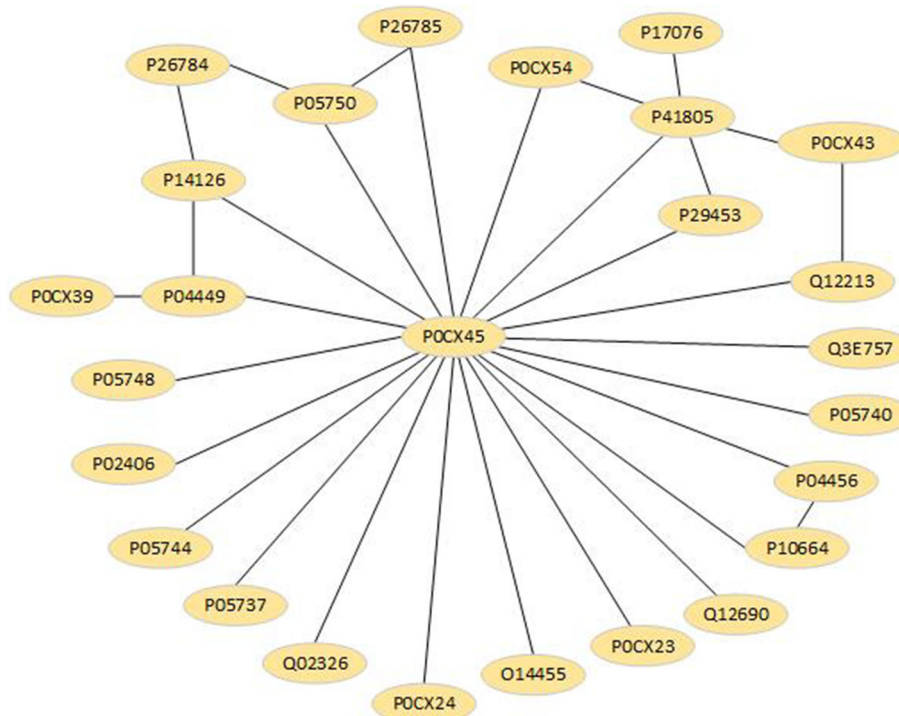 P26785
P17076
P26784
P0CX54
P05750
P41805
P0CX43
P14126
P29453
Q12213
P0CX39
P04449
P0CX45
Q3E757
P05748
P05740
P02406
P04456
P05744
P10664
P05737
Q12690
P0CX23
Q02326
O14455
P0CX24